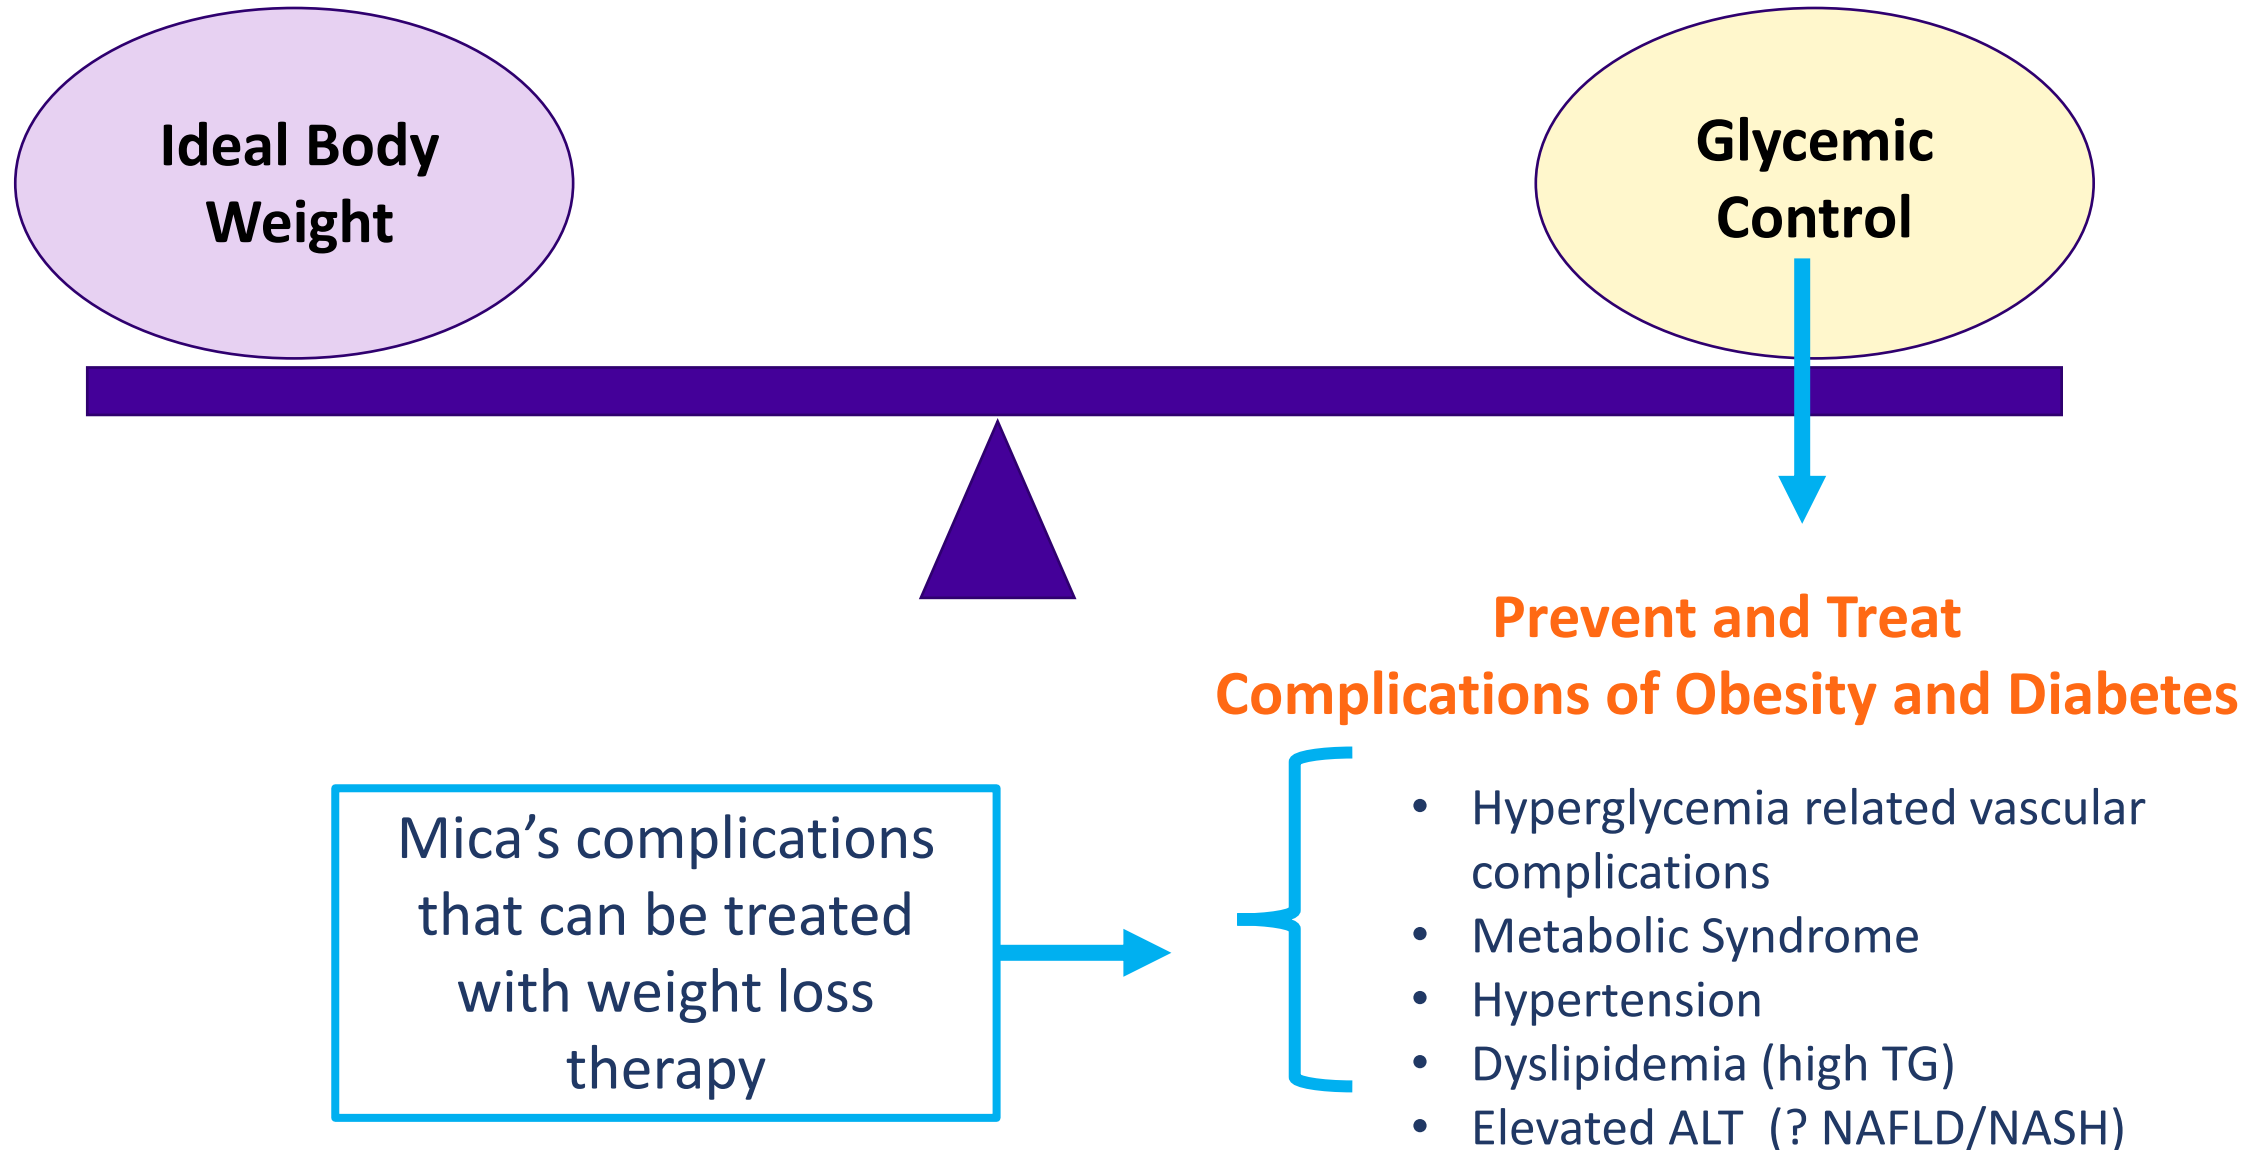 Ideal Body
Weight
Glycemic
Control
Prevent and Treat
Complications of Obesity and Diabetes
Mica’s complications
that can be treated
with weight loss
therapy
• Hyperglycemia related vascular
complications
• Metabolic Syndrome
• Hypertension
• Dyslipidemia (high TG)
• Elevated ALT (? NAFLD/NASH)